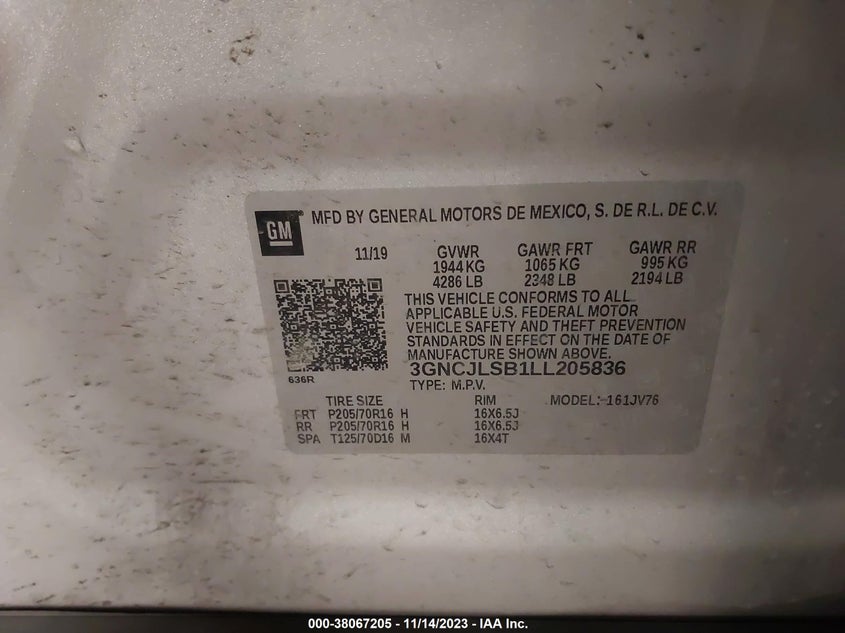 GM
MFD BY GENERAL MOTORS DE MEXICO, S. DE R.L. DE C.V.
11/19 GVWR GAWR FRT GAWR RR
1944 KG 1065 KG 995 KG
4286 LB 2348 LB 2194 LB
THIS VEHICLE CONFORMS TO ALL
APPLICABLE U.S. FEDERAL MOTOR
VEHICLE SAFETY AND THEFT PREVENTION
STANDARDS IN EFFECT ON THE DATE OF
MANUFACTURE SHOWN ABOVE.
3GNCJLSB1LL205836
636R TYPE: M.P.V.
TIRE SIZE RIM MODEL: 161JV76
FRT P205/70R16 H 16X6.5J
RR P205/70R16 H 16X6.5J
SPA T125/70D16 M 16X4T
000-38067205 - 11/14/2023 - IAA Inc.